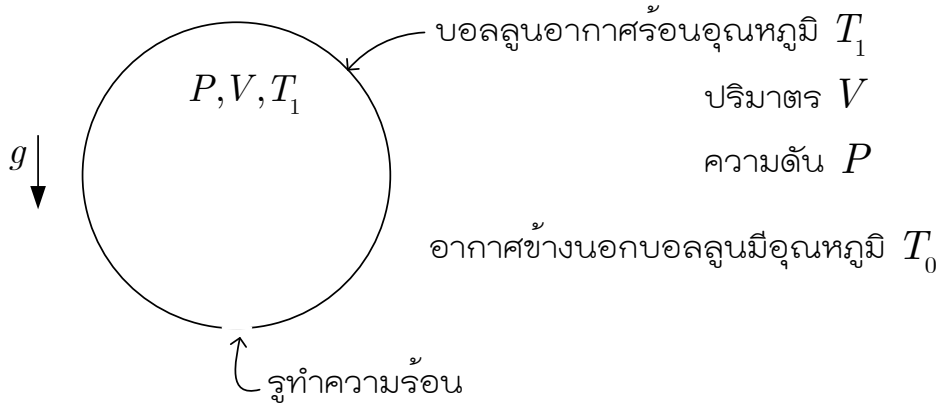 บอลลูนอากาศร้อนอุณหภูมิ T₁
P, V, T₁
ปริมาตร V
ความดัน P
g
อากาศข้างนอกบอลลูนมีอุณหภูมิ T₀
รูทำความร้อน